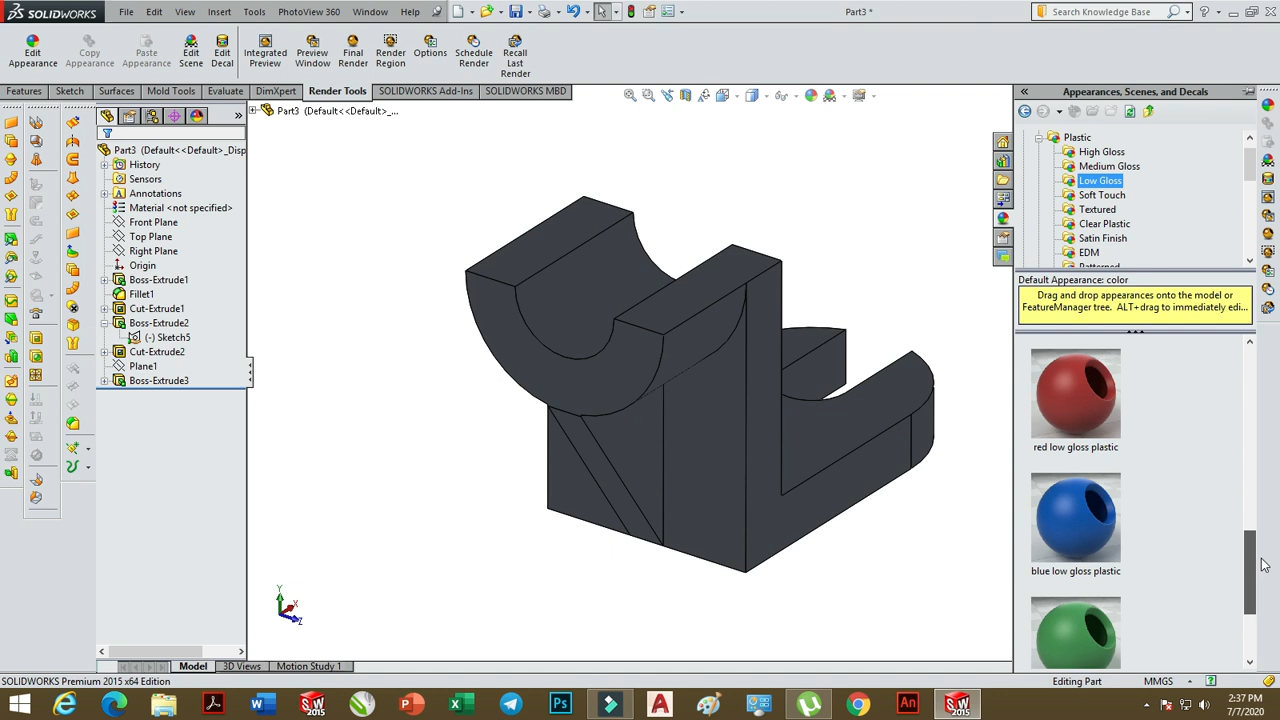 SOLIDWORKS File Edit View Insert Tools PhotoView 360 Window Help Part3 * Search Knowledge Base
Edit Appearance
Copy Appearance
Paste Appearance
Edit Scene
Edit Decal
Integrated Preview
Preview Window
Final Render
Render Region
Options
Schedule Render
Recall Last Render
Features Sketch Surfaces Mold Tools Evaluate DimXpert Render Tools SOLIDWORKS Add-Ins SOLIDWORKS MBD
Part3 (Default<<Default>_Disp
History
Sensors
Annotations
Material <not specified>
Front Plane
Top Plane
Right Plane
Origin
Boss-Extrude1
Fillet1
Cut-Extrude1
Boss-Extrude2
(-) Sketch5
Cut-Extrude2
Plane1
Boss-Extrude3
Part3 (Default<<Default>_...
Y
X
Z
Appearances, Scenes, and Decals
Plastic
High Gloss
Medium Gloss
Low Gloss
Soft Touch
Textured
Clear Plastic
Satin Finish
EDM
Patterned
Default Appearance: color
Drag and drop appearances onto the model or
FeatureManager tree. ALT+drag to immediately edi...
red low gloss plastic
blue low gloss plastic
Model 3D Views Motion Study 1
SOLIDWORKS Premium 2015 x64 Edition Editing Part MMGS
2:37 PM
7/7/2020